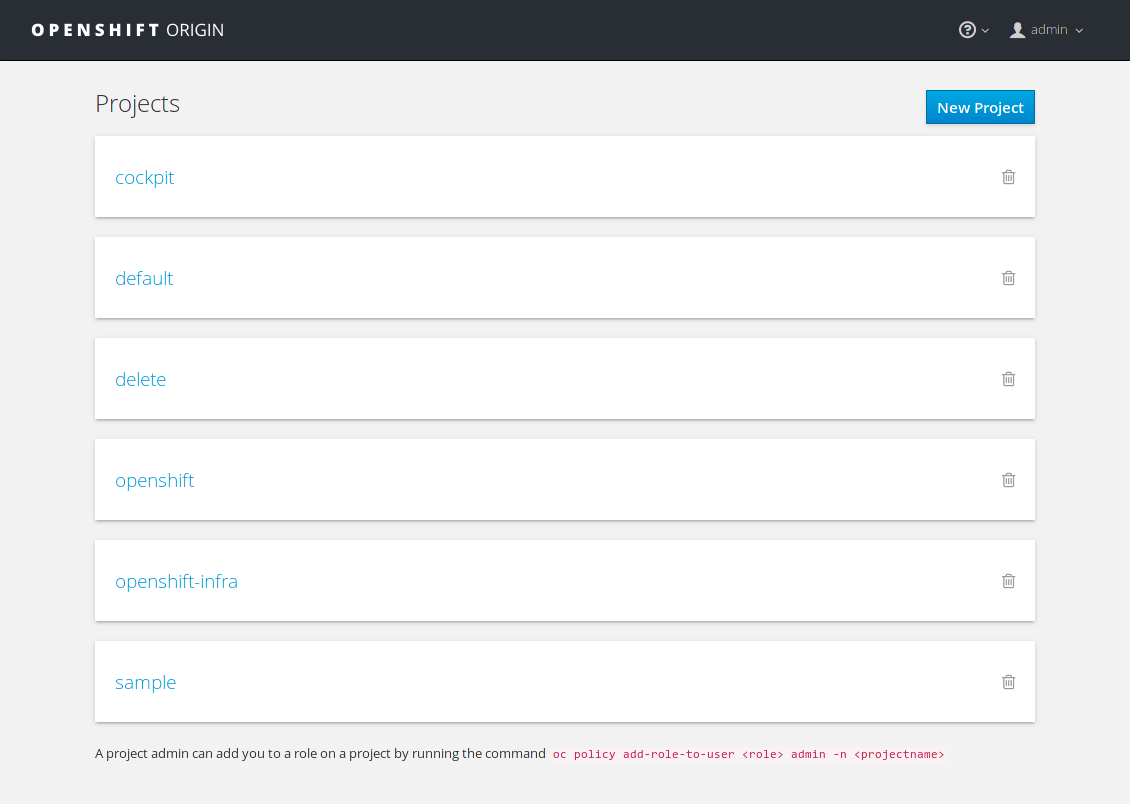 OPENSHIFT ORIGIN
admin
Projects
New Project
cockpit
default
delete
openshift
openshift-infra
sample
A project admin can add you to a role on a project by running the command oc policy add-role-to-user <role> admin -n <projectname>